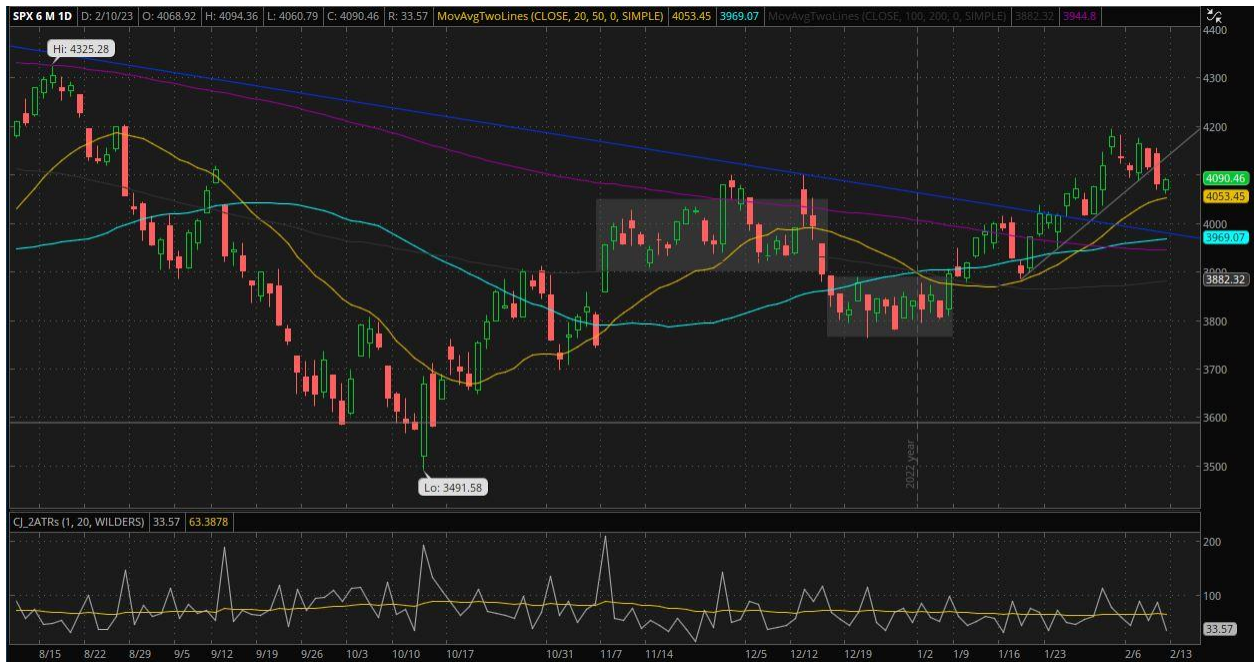 SPX 6 M 1D D: 2/10/23 O: 4068.92 H: 4094.36 L: 4060.79 C: 4090.46 R: 33.57 MovAvgTwoLines (CLOSE, 20, 50, 0, SIMPLE) 4053.45 3969.07 MovAvgTwoLines (CLOSE, 100, 200, 0, SIMPLE) 3882.32 3944.8
4400
Hi: 4325.28
4300
4200
4090.46
4053.45
4000
3969.07
3900
3882.32
3800
3700
3600
2022 year
3500
Lo: 3491.58
CJ_2ATRs (1, 20, WILDERS) 33.57 63.3878
200
100
33.57
8/15 8/22 8/29 9/5 9/12 9/19 9/26 10/3 10/10 10/17 10/31 11/7 11/14 12/5 12/12 12/19 1/2 1/9 1/16 1/23 2/6 2/13